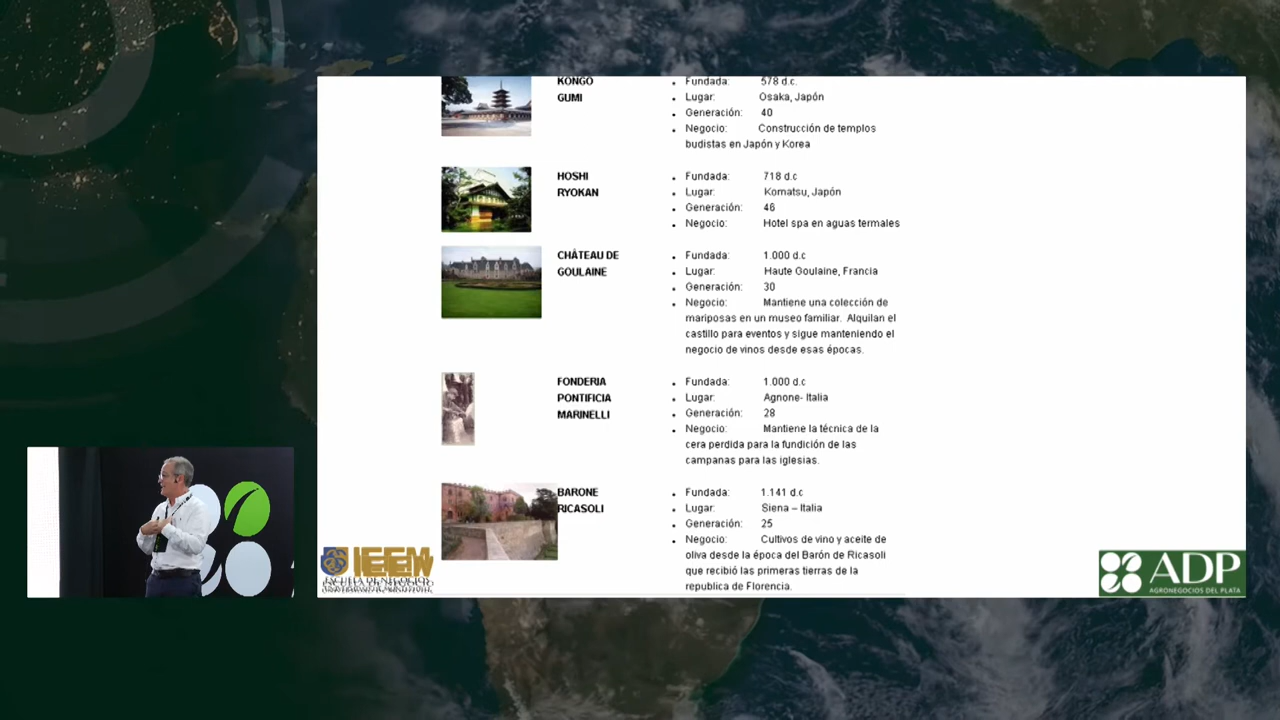 KONGO
GUMI
• Fundada: 578 d.c.
• Lugar: Osaka, Japón
• Generación: 40
• Negocio: Construcción de templos
budistas en Japón y Korea
HOSHI
RYOKAN
• Fundada: 718 d.c
• Lugar: Komatsu, Japón
• Generación: 46
• Negocio: Hotel spa en aguas termales
CHÂTEAU DE
GOULAINE
• Fundada: 1.000 d.c
• Lugar: Haute Goulaine, Francia
• Generación: 30
• Negocio: Mantiene una colección de
mariposas en un museo familiar. Alquilan el
castillo para eventos y sigue manteniendo el
negocio de vinos desde esas épocas.
FONDERIA
PONTIFICIA
MARINELLI
• Fundada: 1.000 d.c
• Lugar: Agnone- Italia
• Generación: 28
• Negocio: Mantiene la técnica de la
cera perdida para la fundición de las
campanas para las iglesias.
BARONE
RICASOLI
• Fundada: 1.141 d.c
• Lugar: Siena – Italia
• Generación: 25
• Negocio: Cultivos de vino y aceite de
oliva desde la época del Barón de Ricasoli
que recibió las primeras tierras de la
republica de Florencia.
IEEM
ESCUELA DE NEGOCIOS
ADP
AGRONEGOCIOS DEL PLATA